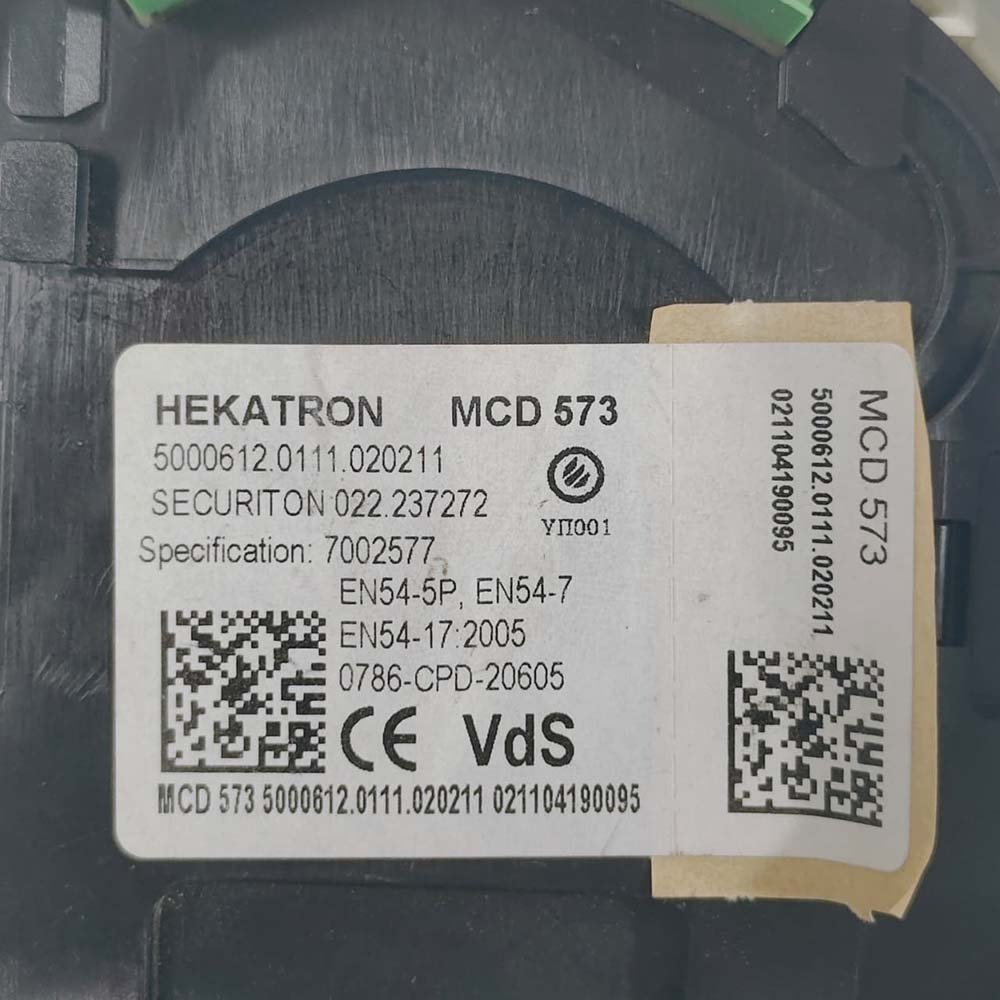 HEKATRON MCD 573
5000612.0111.020211
SECURITON 022.237272
УП001
Specification: 7002577
EN54-5P, EN54-7
EN54-17:2005
0786-CPD-20605
CE VdS
MCD 573 5000612.0111.020211 021104190095
MCD 573
5000612.0111.020211
021104190095